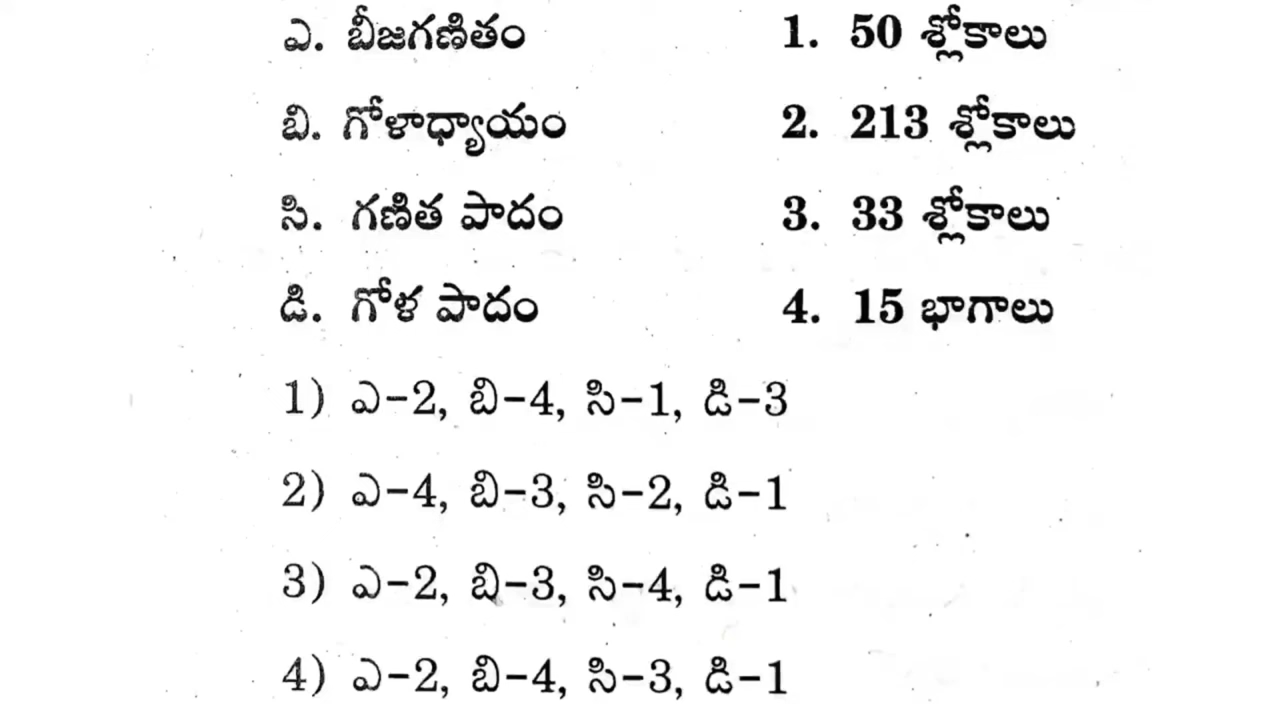 ఎ. బీజగణితం 1. 50 శ్లోకాలు
బి. గోళాధ్యాయం 2. 213 శ్లోకాలు
సి. గణిత పాదం 3. 33 శ్లోకాలు
డి. గోళ పాదం 4. 15 భాగాలు
1) ఎ-2, బి-4, సి-1, డి-3
2) ఎ-4, బి-3, సి-2, డి-1
3) ఎ-2, బి-3, సి-4, డి-1
4) ఎ-2, బి-4, సి-3, డి-1